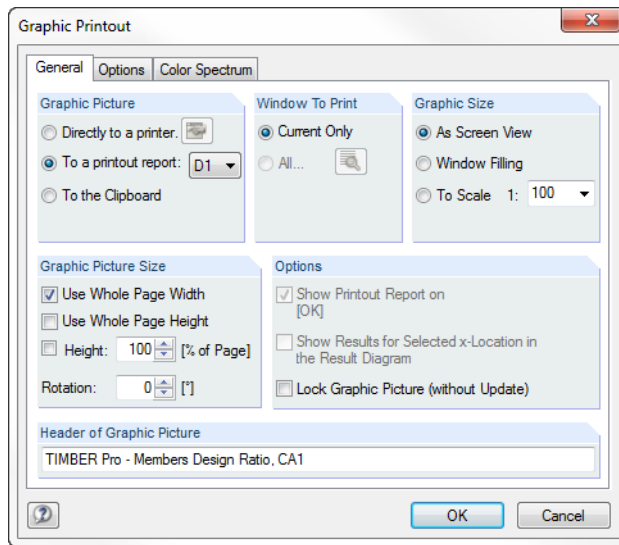 Graphic Printout
General Options Color Spectrum
Graphic Picture
Directly to a printer.
To a printout report: D1
To the Clipboard
Window To Print
Current Only
All...
Graphic Size
As Screen View
Window Filling
To Scale 1: 100
Graphic Picture Size
Use Whole Page Width
Use Whole Page Height
Height: 100 [% of Page]
Rotation: 0 [°]
Options
Show Printout Report on
[OK]
Show Results for Selected x-Location in
the Result Diagram
Lock Graphic Picture (without Update)
Header of Graphic Picture
TIMBER Pro - Members Design Ratio, CA1
OK Cancel